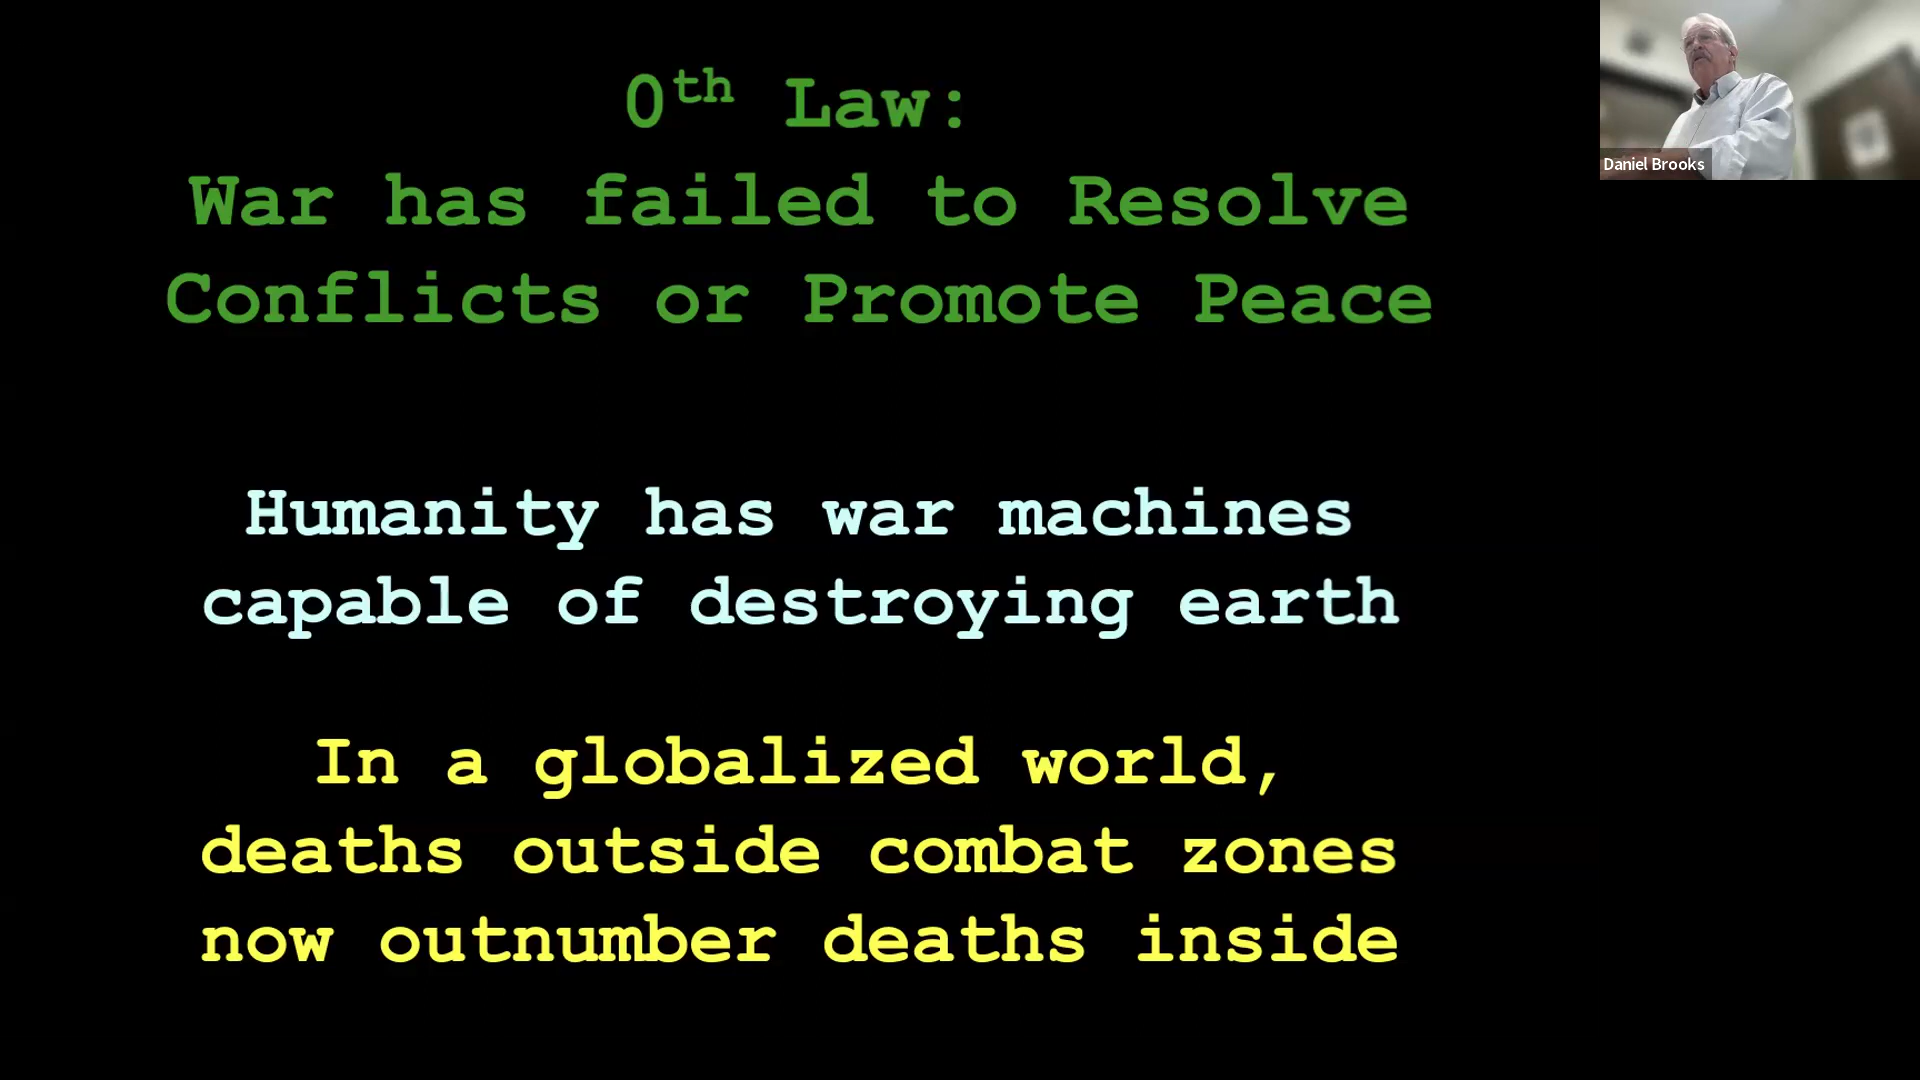 0th Law:
War has failed to Resolve
Conflicts or Promote Peace
Humanity has war machines
capable of destroying earth
In a globalized world,
deaths outside combat zones
now outnumber deaths inside
Daniel Brooks